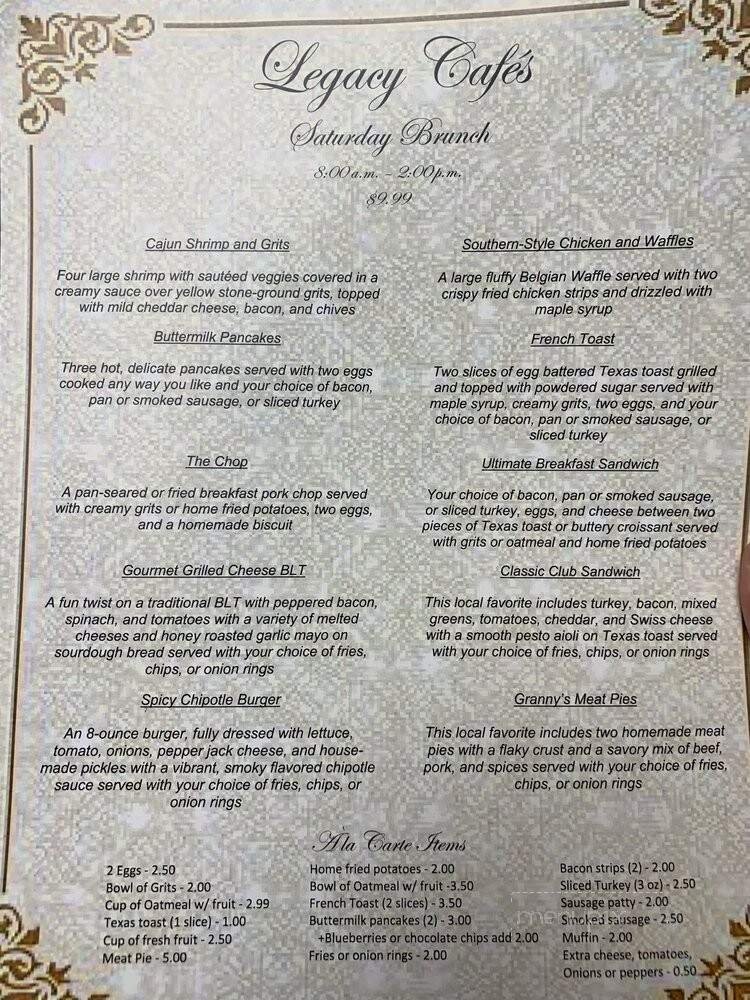 Legacy Cafés
Saturday Brunch
8:00a.m. - 2:00p.m.
$9.99
Cajun Shrimp and Grits
Four large shrimp with sautéed veggies covered in a
creamy sauce over yellow stone-ground grits, topped
with mild cheddar cheese, bacon, and chives
Buttermilk Pancakes
Three hot, delicate pancakes served with two eggs
cooked any way you like and your choice of bacon,
pan or smoked sausage, or sliced turkey
The Chop
A pan-seared or fried breakfast pork chop served
with creamy grits or home fried potatoes, two eggs,
and a homemade biscuit
Gourmet Grilled Cheese BLT
A fun twist on a traditional BLT with peppered bacon,
spinach, and tomatoes with a variety of melted
cheeses and honey roasted garlic mayo on
sourdough bread served with your choice of fries,
chips, or onion rings
Spicy Chipotle Burger
An 8-ounce burger, fully dressed with lettuce,
tomato, onions, pepper jack cheese, and house-
made pickles with a vibrant, smoky flavored chipotle
sauce served with your choice of fries, chips, or
onion rings
Southern-Style Chicken and Waffles
A large fluffy Belgian Waffle served with two
crispy fried chicken strips and drizzled with
maple syrup
French Toast
Two slices of egg battered Texas toast grilled
and topped with powdered sugar served with
maple syrup, creamy grits, two eggs, and your
choice of bacon, pan or smoked sausage, or
sliced turkey
Ultimate Breakfast Sandwich
Your choice of bacon, pan or smoked sausage,
or sliced turkey, eggs, and cheese between two
pieces of Texas toast or buttery croissant served
with grits or oatmeal and home fried potatoes
Classic Club Sandwich
This local favorite includes turkey, bacon, mixed
greens, tomatoes, cheddar, and Swiss cheese
with a smooth pesto aioli on Texas toast served
with your choice of fries, chips, or onion rings
Granny's Meat Pies
This local favorite includes two homemade meat
pies with a flaky crust and a savory mix of beef,
pork, and spices served with your choice of fries,
chips, or onion rings
A'la Carte Items
2 Eggs - 2.50
Bowl of Grits - 2.00
Cup of Oatmeal w/ fruit - 2.99
Texas toast (1 slice) - 1.00
Cup of fresh fruit - 2.50
Meat Pie - 5.00
Home fried potatoes - 2.00
Bowl of Oatmeal w/ fruit -3.50
French Toast (2 slices) - 3.50
Buttermilk pancakes (2) - 3.00
+Blueberries or chocolate chips add 2.00
Fries or onion rings - 2.00
Bacon strips (2) - 2.00
Sliced Turkey (3 oz) - 2.50
Sausage patty - 2.00
Smoked sausage - 2.50
Muffin - 2.00
Extra cheese, tomatoes,
Onions or peppers - 0.50